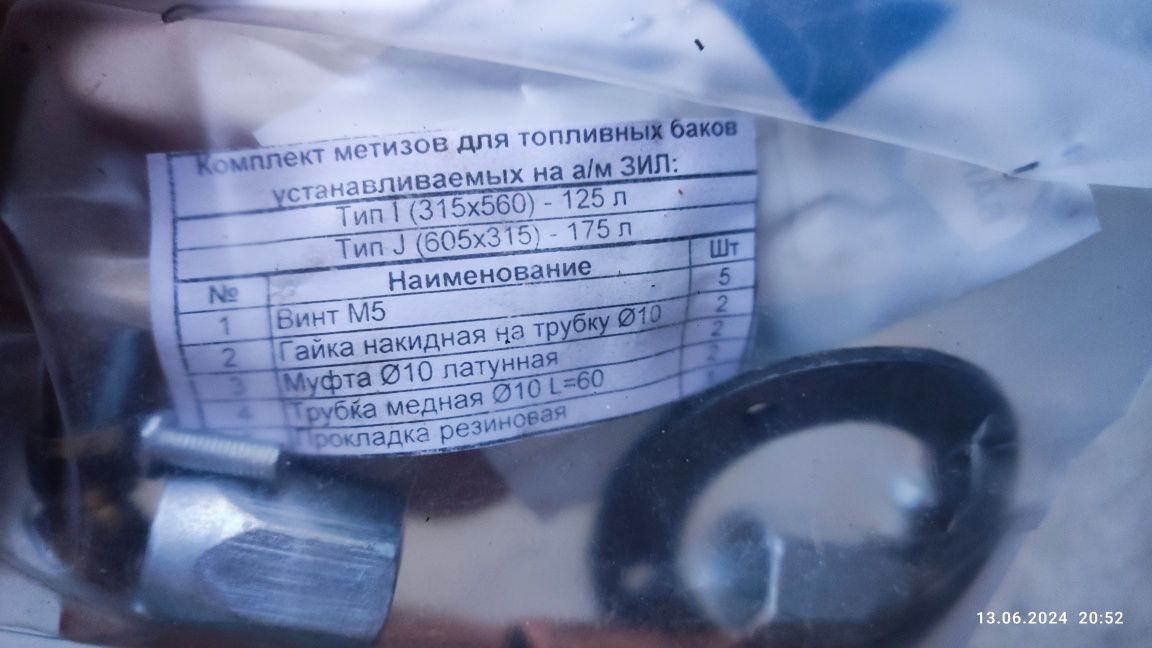 Комплект метизов для топливных баков
устанавливаемых на а/м ЗИЛ:
Тип I (315x560) - 125 л
Тип J (605x315) - 175 л
№ Наименование Шт
1 Винт М5 5
2 Гайка накидная на трубку Ø10 2
3 Муфта Ø10 латунная 2
4 Трубка медная Ø10 L=60 2
Прокладка резиновая
13.06.2024 20:52